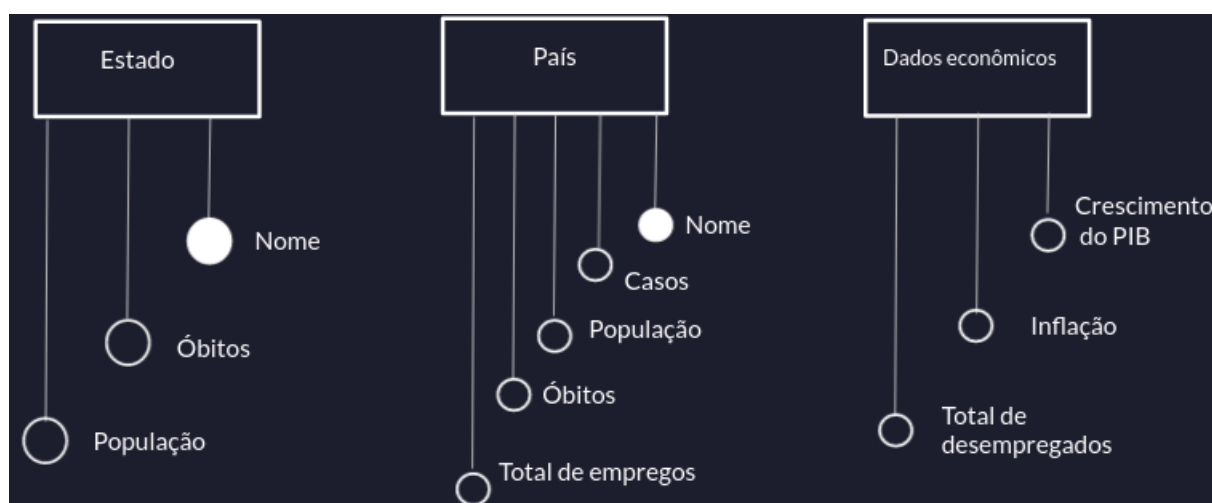 Estado
Nome
Óbitos
População
País
Nome
Casos
População
Óbitos
Total de empregos
Dados econômicos
Crescimento
do PIB
Inflação
Total de
desempregados